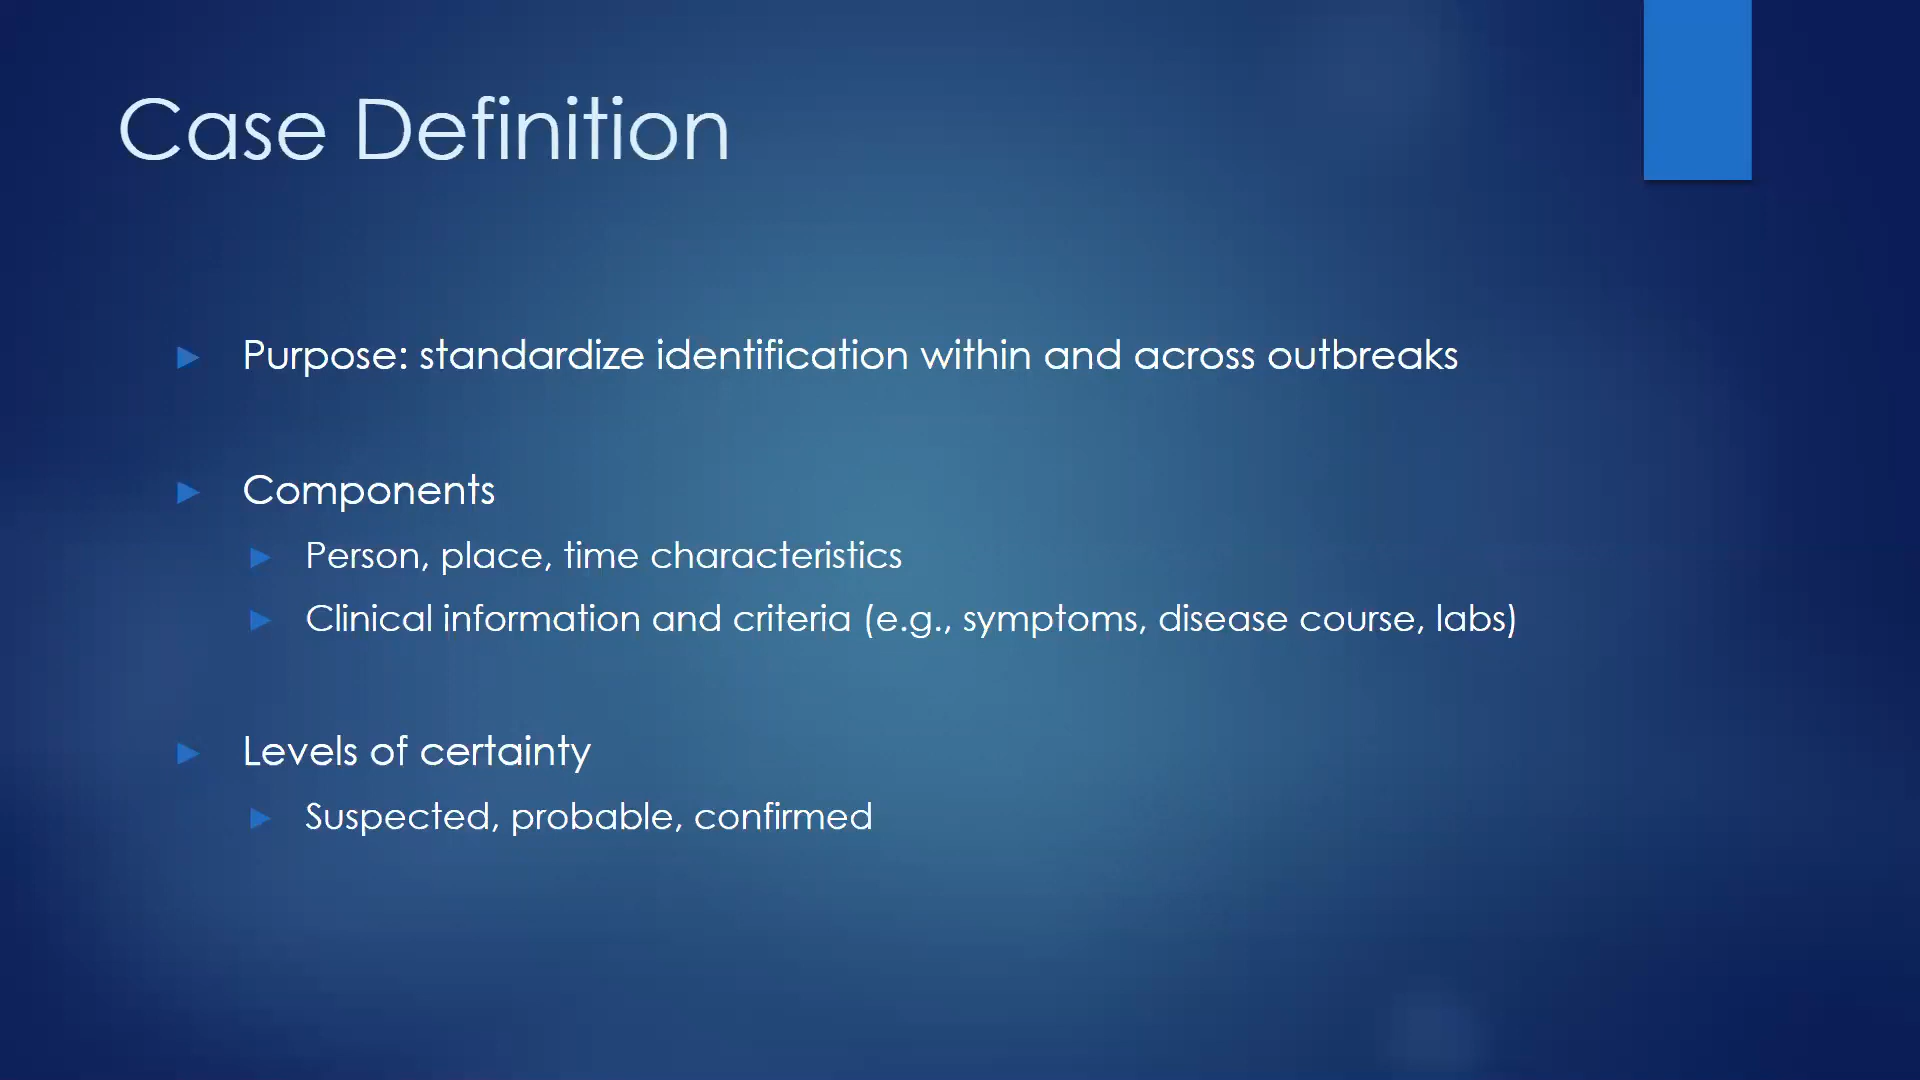 Case Definition
Purpose: standardize identification within and across outbreaks
Components
Person, place, time characteristics
Clinical information and criteria (e.g., symptoms, disease course, labs)
Levels of certainty
Suspected, probable, confirmed